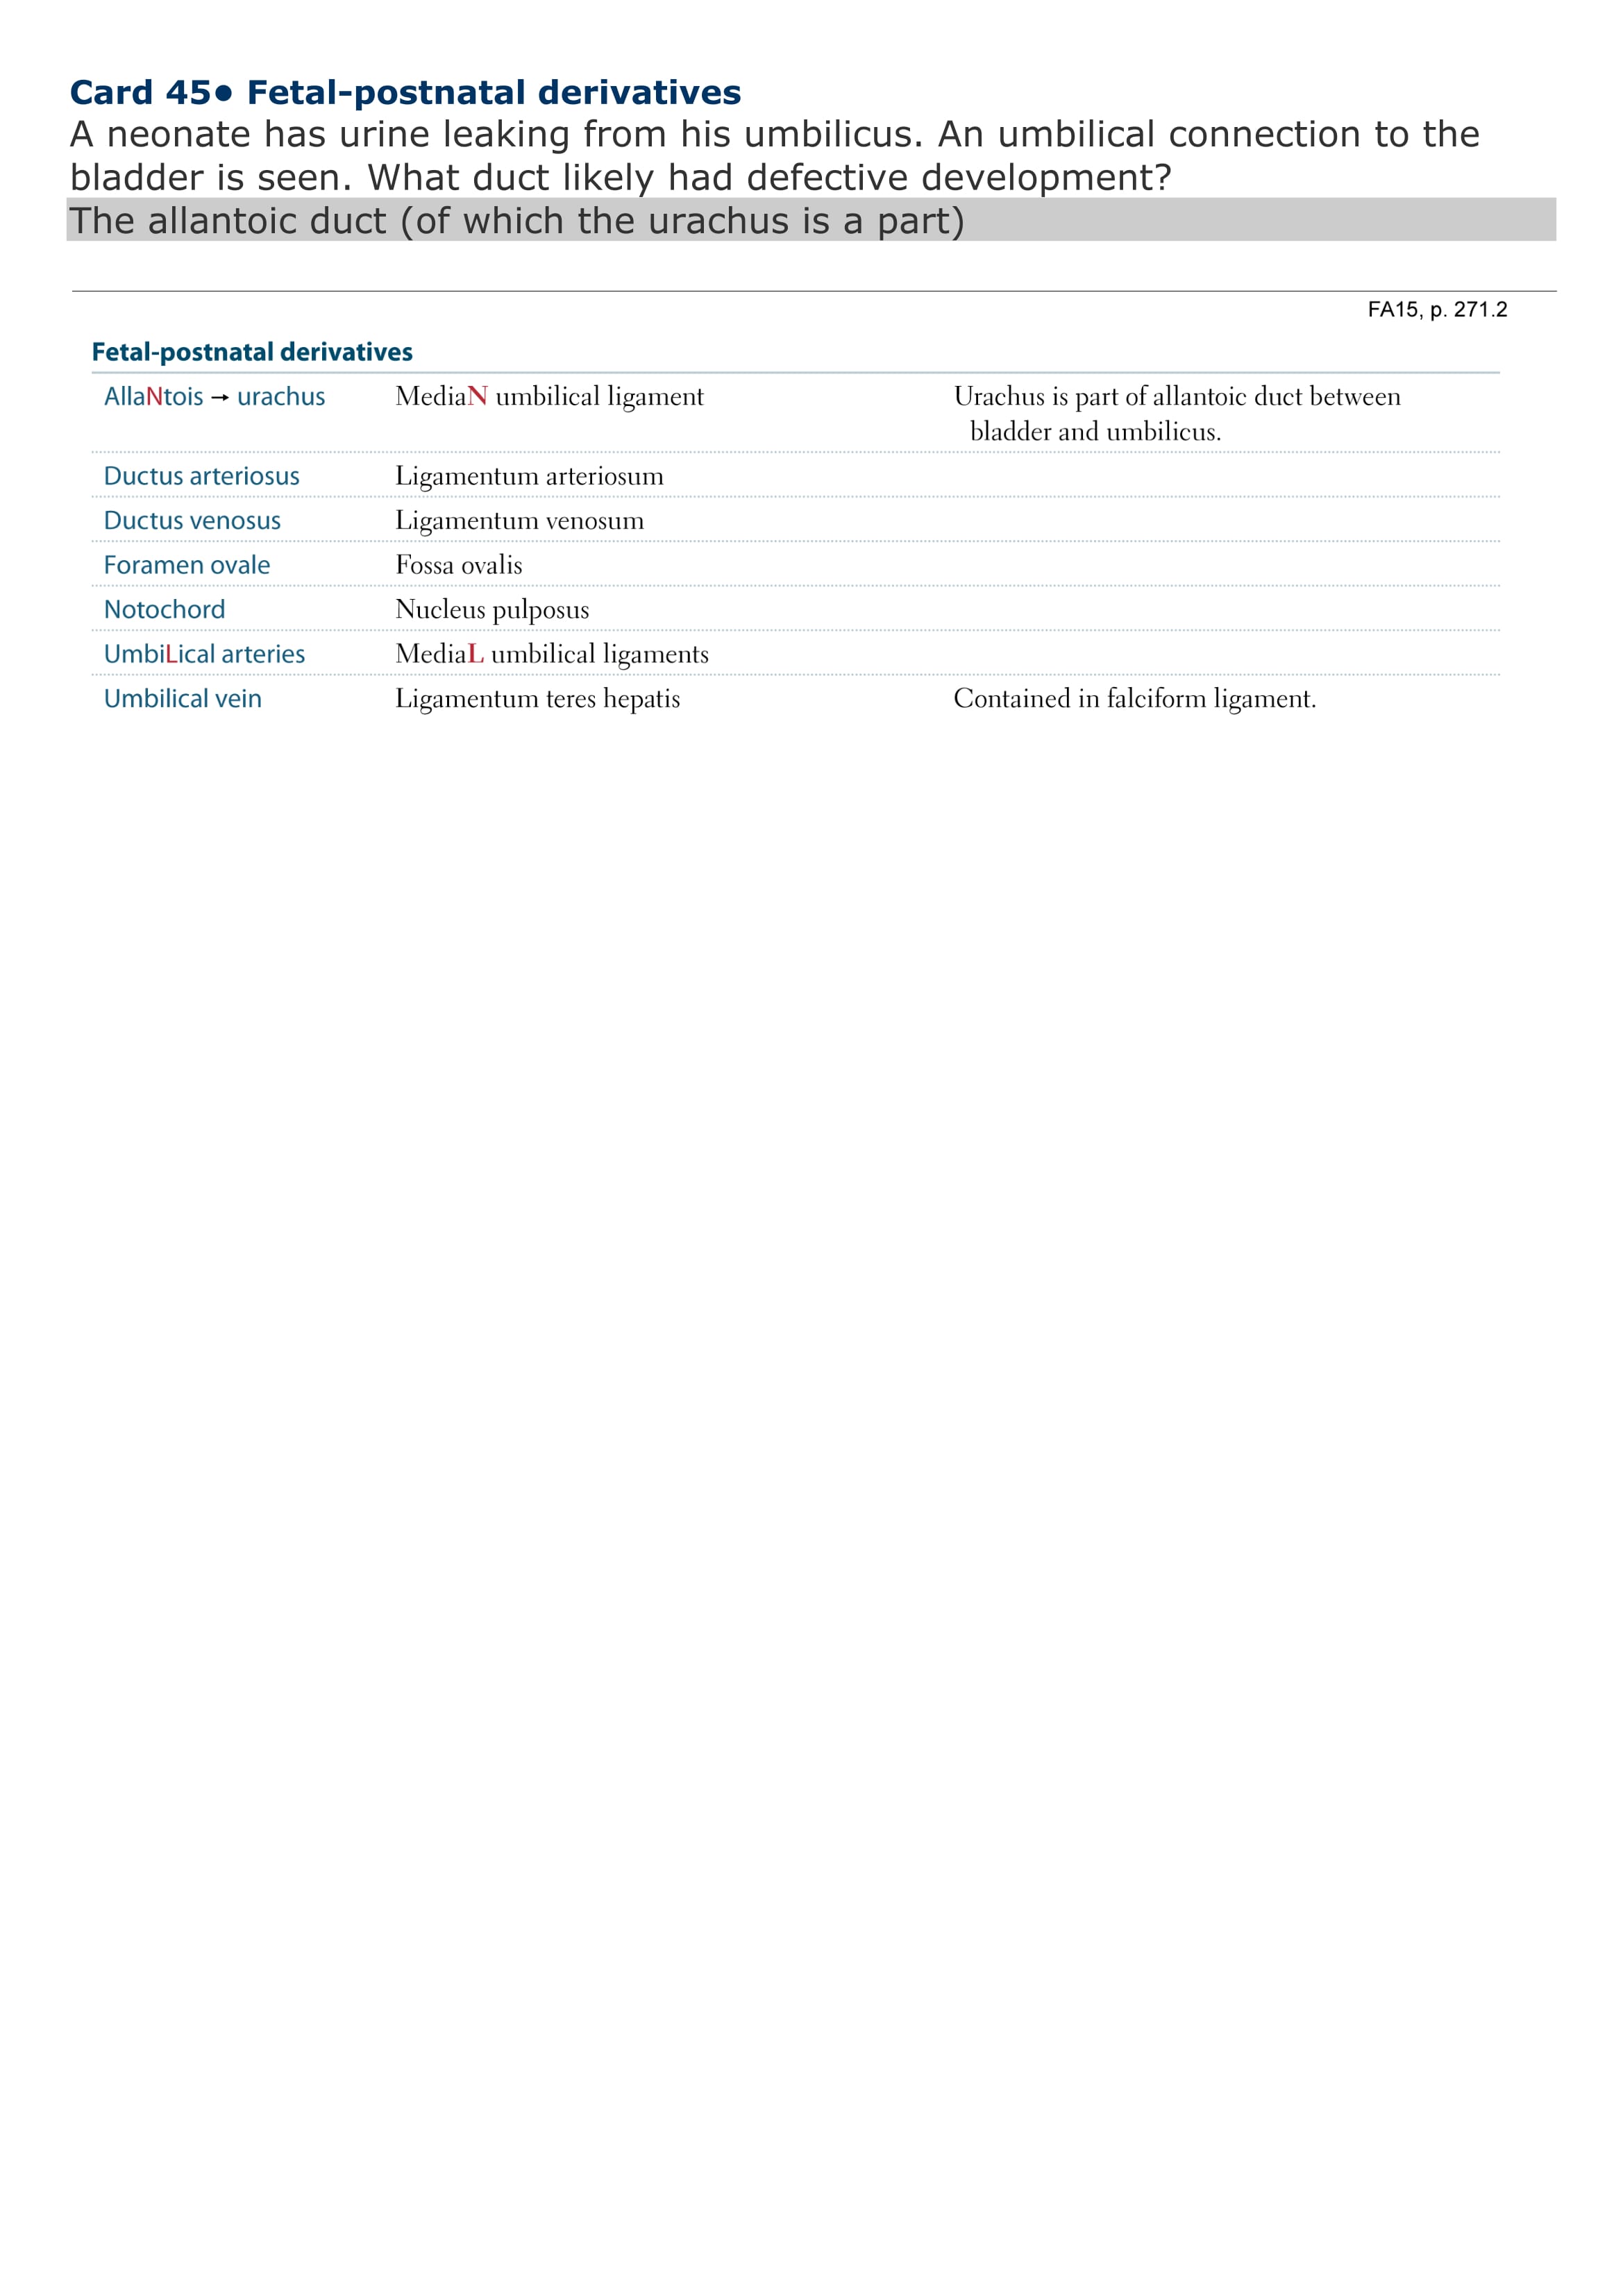 Card 45● Fetal-postnatal derivatives
A neonate has urine leaking from his umbilicus. An umbilical connection to the
bladder is seen. What duct likely had defective development?
The allantoic duct (of which the urachus is a part)
FA15, p. 271.2
Fetal-postnatal derivatives
AllaNtois → urachus MediaN umbilical ligament Urachus is part of allantoic duct between
bladder and umbilicus.
Ductus arteriosus Ligamentum arteriosum
Ductus venosus Ligamentum venosum
Foramen ovale Fossa ovalis
Notochord Nucleus pulposus
UmbiLical arteries MediaL umbilical ligaments
Umbilical vein Ligamentum teres hepatis Contained in falciform ligament.